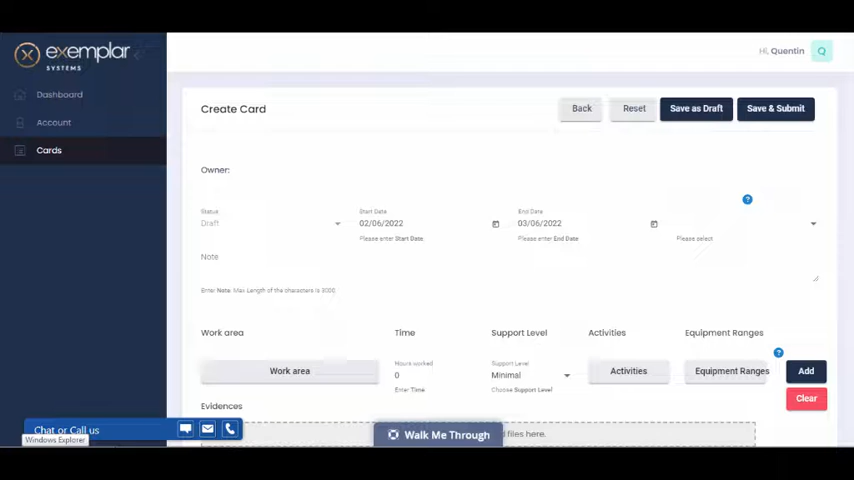 exemplar
SYSTEMS
Hi, Quentin
Q
Dashboard
Account
Cards
Create Card
Back
Reset
Save as Draft
Save & Submit
Owner:
?
Status
Start Date
End Date
Draft
02/06/2022
03/06/2022
Please enter Start Date.
Please enter End Date
Please select
Note
Enter Note. Max Length of the characters is 3000
Work area
Time
Support Level
Activities
Equipment Ranges
?
Work area
Hours worked
0
Enter Time
Support Level
Minimal
Choose Support Level
Activities
Equipment Ranges
Add
Clear
Evidences
Chat or Call us
Windows Explorer
Walk Me Through
files here.